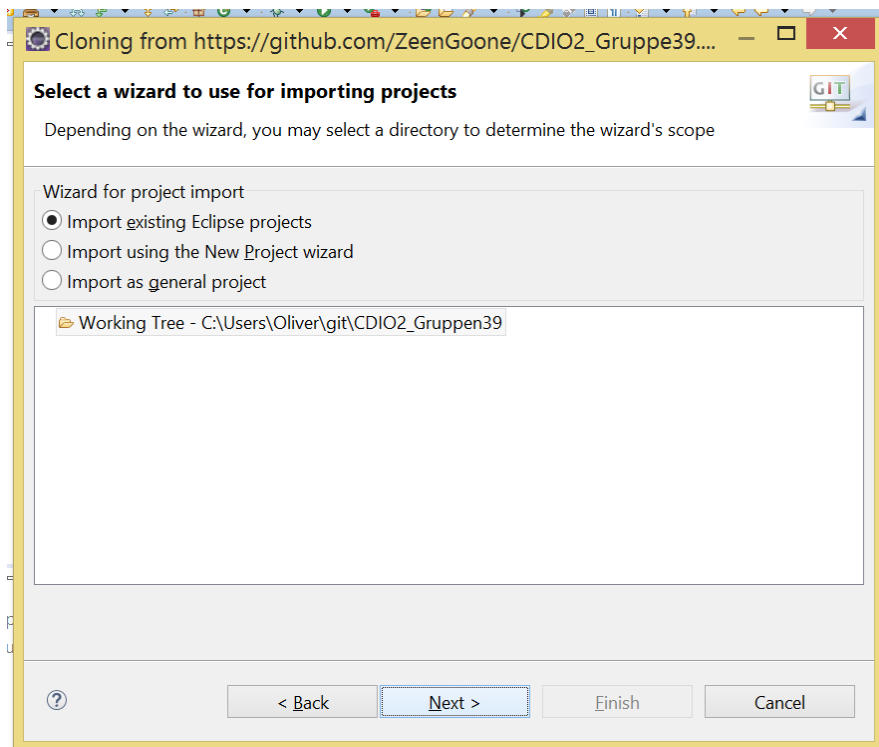 Cloning from https://github.com/ZeenGoone/CDIO2_Gruppe39....
Select a wizard to use for importing projects
GIT
Depending on the wizard, you may select a directory to determine the wizard's scope
Wizard for project import
Import existing Eclipse projects
Import using the New Project wizard
Import as general project
Working Tree - C:\Users\Oliver\git\CDIO2_Gruppen39
p
u
? < Back Next > Finish Cancel